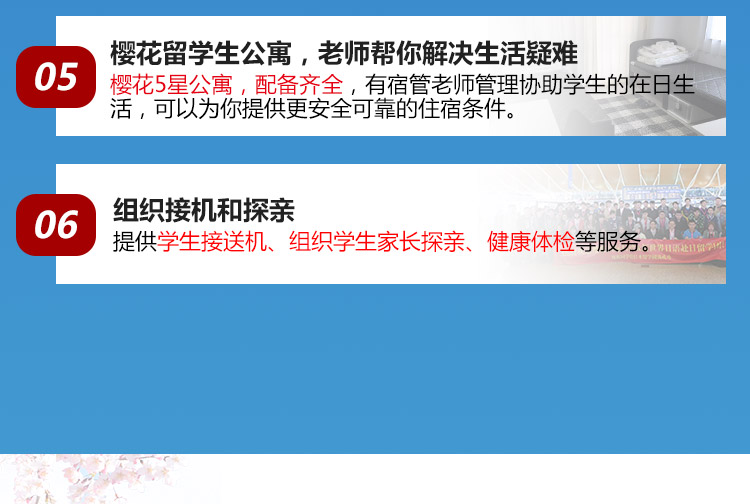 05
樱花留学生公寓，老师帮你解决生活疑难
樱花5星公寓，配备齐全，有宿管老师管理协助学生的在日生
活，可以为你提供更安全可靠的住宿条件。
06
组织接机和探亲
提供学生接送机、组织学生家长探亲、健康体检等服务。